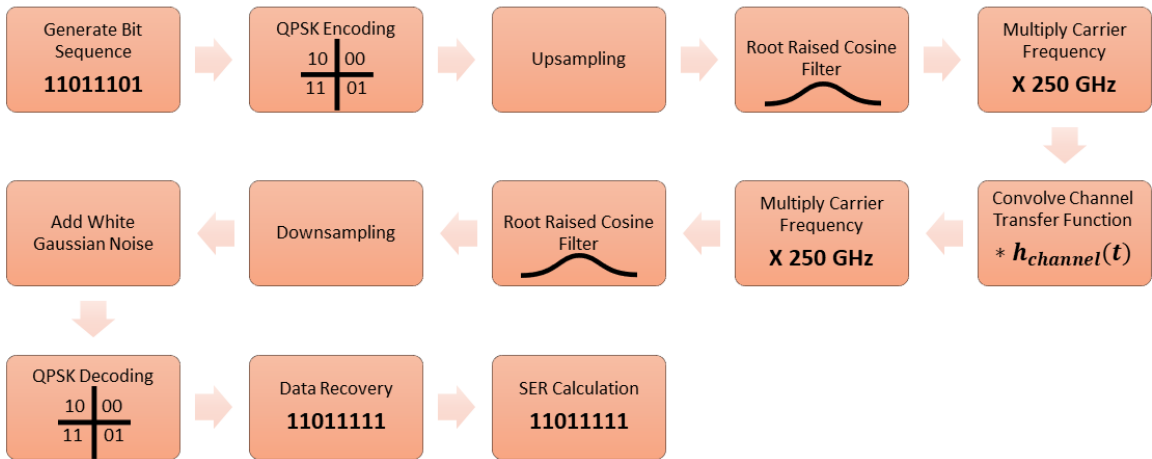 Generate Bit
Sequence
11011101
QPSK Encoding
10 00
11 01
Upsampling
Root Raised Cosine
Filter
Multiply Carrier
Frequency
X 250 GHz
Convolve Channel
Transfer Function
* h_{channel}(t)
Multiply Carrier
Frequency
X 250 GHz
Root Raised Cosine
Filter
Downsampling
Add White
Gaussian Noise
QPSK Decoding
10 00
11 01
Data Recovery
11011111
SER Calculation
11011111